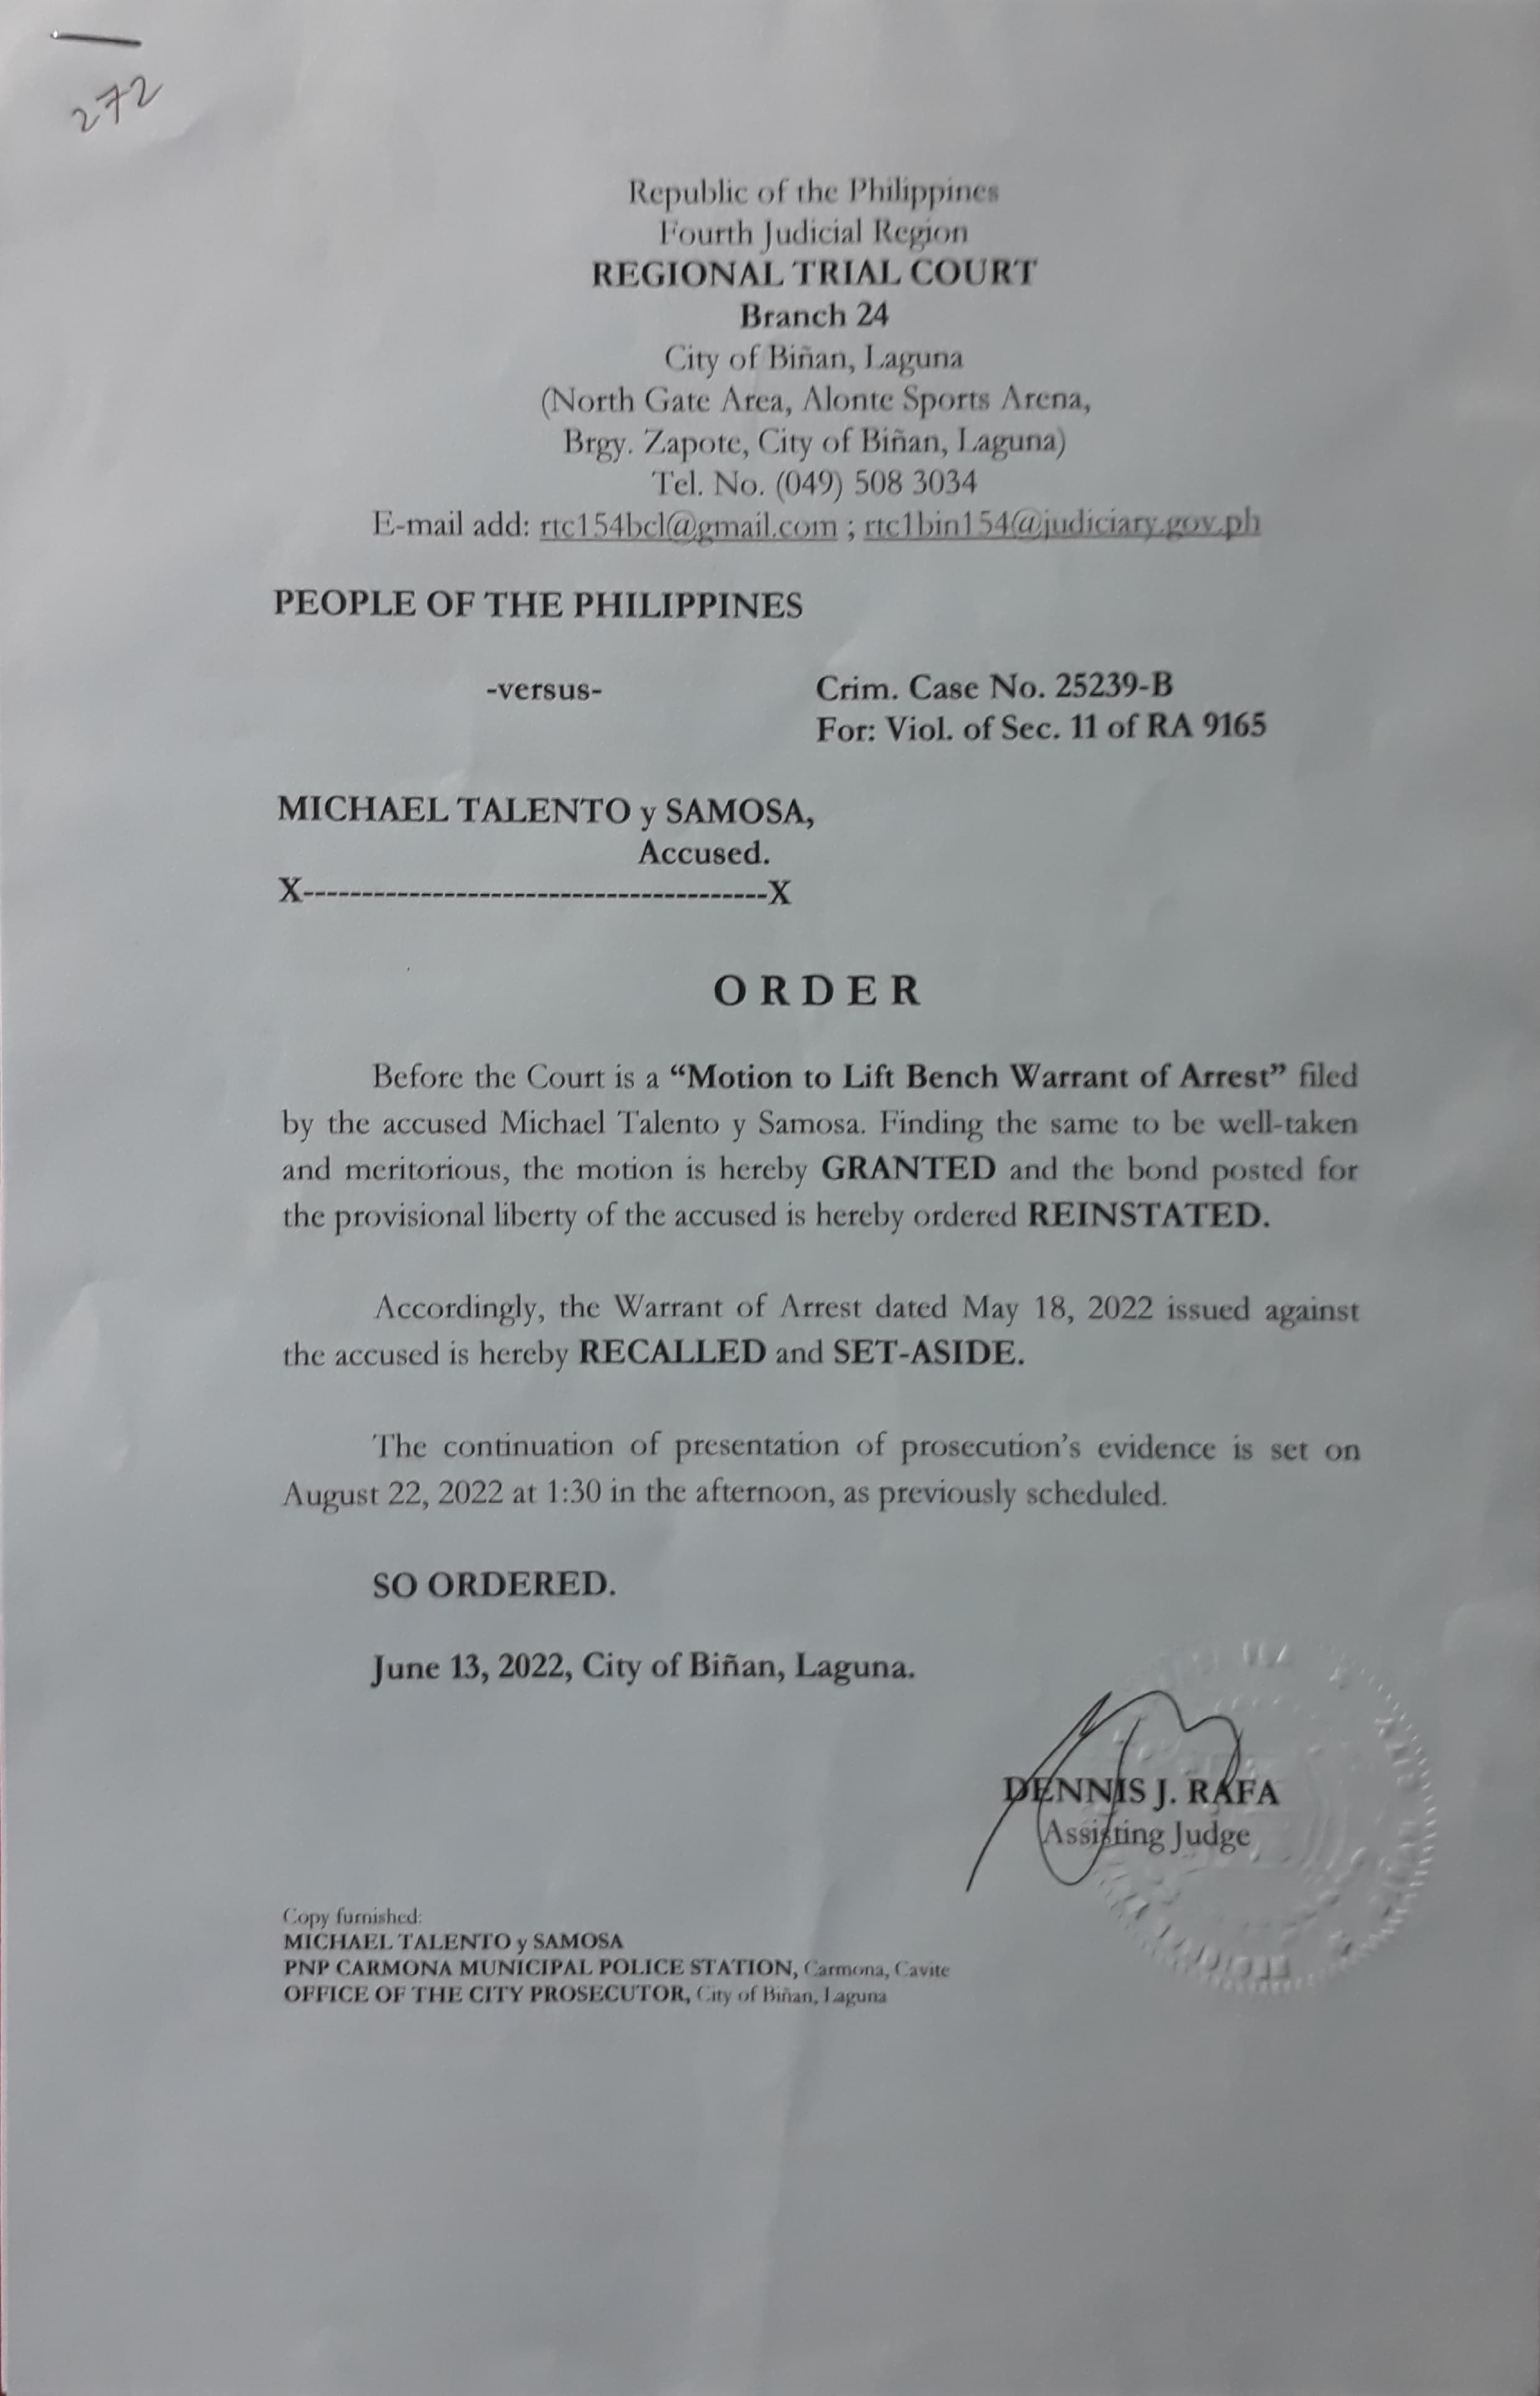 272
Republic of the Philippines
Fourth Judicial Region
REGIONAL TRIAL COURT
Branch 24
City of Biñan, Laguna
(North Gate Area, Alonte Sports Arena,
Brgy. Zapote, City of Biñan, Laguna)
Tel. No. (049) 508 3034
E-mail add: rtc154bcl@gmail.com ; rtc1bin154@judiciary.gov.ph
PEOPLE OF THE PHILIPPINES
-versus- Crim. Case No. 25239-B
For: Viol. of Sec. 11 of RA 9165
MICHAEL TALENTO y SAMOSA,
Accused.
X---------------------------------------X
O R D E R
Before the Court is a “Motion to Lift Bench Warrant of Arrest” filed
by the accused Michael Talento y Samosa. Finding the same to be well-taken
and meritorious, the motion is hereby GRANTED and the bond posted for
the provisional liberty of the accused is hereby ordered REINSTATED.
Accordingly, the Warrant of Arrest dated May 18, 2022 issued against
the accused is hereby RECALLED and SET-ASIDE.
The continuation of presentation of prosecution’s evidence is set on
August 22, 2022 at 1:30 in the afternoon, as previously scheduled.
SO ORDERED.
June 13, 2022, City of Biñan, Laguna.
DENNIS J. RAFA
Assisting Judge
Copy furnished:
MICHAEL TALENTO y SAMOSA
PNP CARMONA MUNICIPAL POLICE STATION, Carmona, Cavite
OFFICE OF THE CITY PROSECUTOR, City of Biñan, Laguna